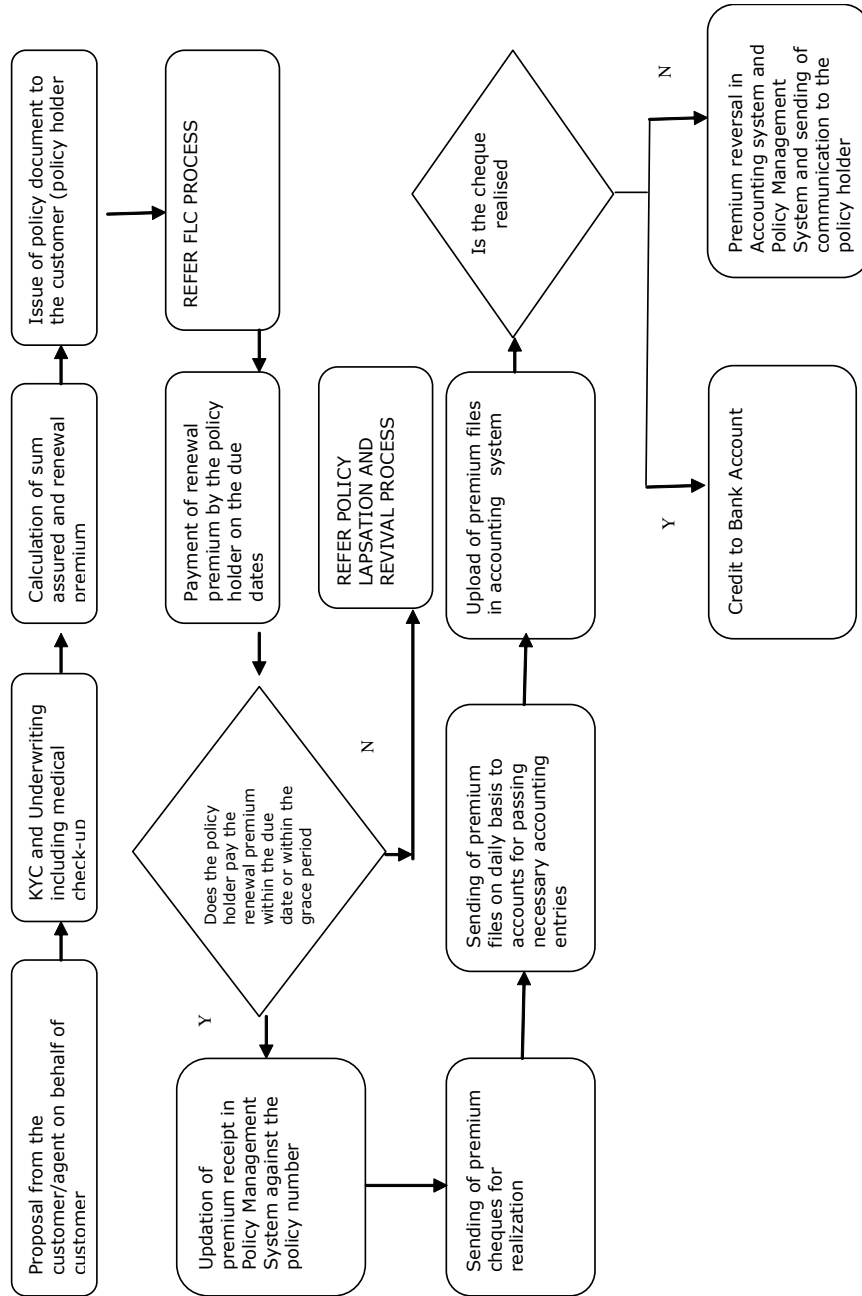 Proposal from the
customer/agent on behalf of
customer
KYC and Underwriting
including medical
check-up
Calculation of sum
assured and renewal
premium
Issue of policy document to
the customer (policy holder
REFER FLC PROCESS
Payment of renewal
premium by the policy
holder on the due
dates
Does the policy
holder pay the
renewal premium
within the due
date or within the
grace period
Y
N
REFER POLICY
LAPSATION AND
REVIVAL PROCESS
Updation of
premium receipt in
Policy Management
System against the
policy number
Sending of premium
cheques for
realization
Sending of premium
files on daily basis to
accounts for passing
necessary accounting
entries
Upload of premium files
in accounting system
Is the cheque
realised
Y
N
Credit to Bank Account
Premium reversal in
Accounting system and
Policy Management
System and sending of
communication to the
policy holder